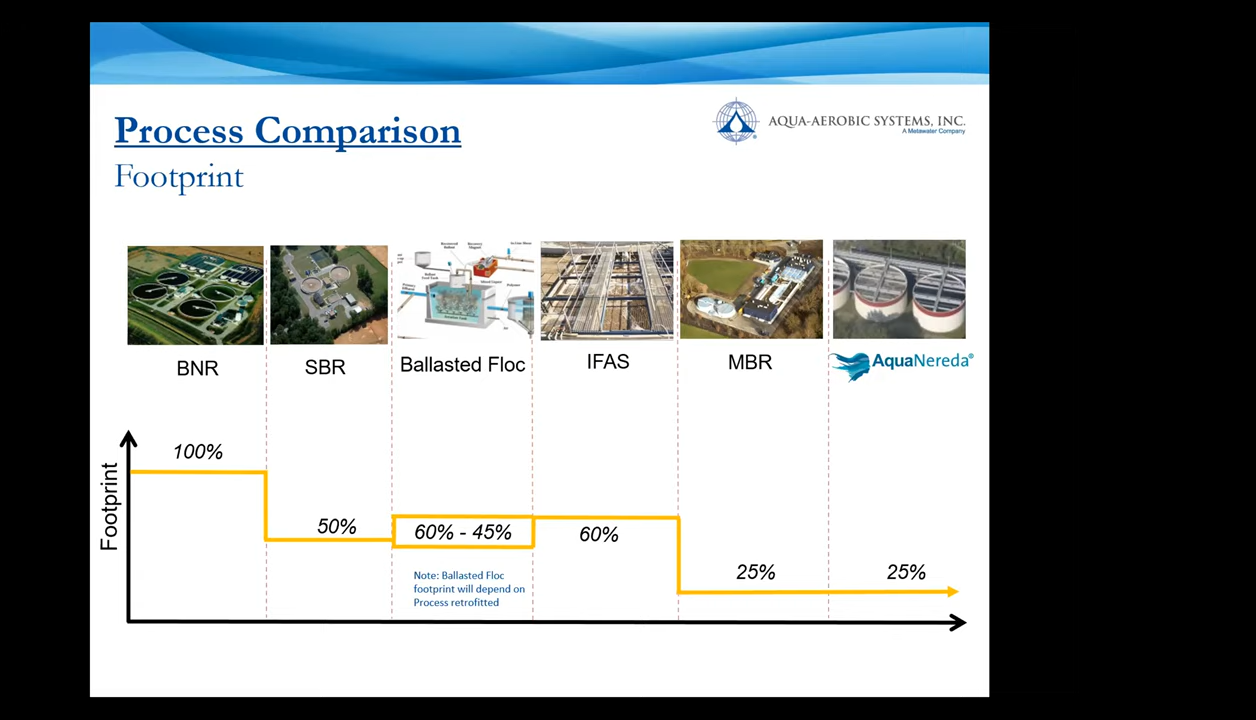 Process Comparison
Footprint
AQUA-AEROBIC SYSTEMS, INC.
A Metawater Company
BNR
SBR
Ballasted Floc
IFAS
MBR
AquaNereda®
Footprint
100%
50%
60% - 45%
60%
25%
25%
Note: Ballasted Floc
footprint will depend on
Process retrofitted